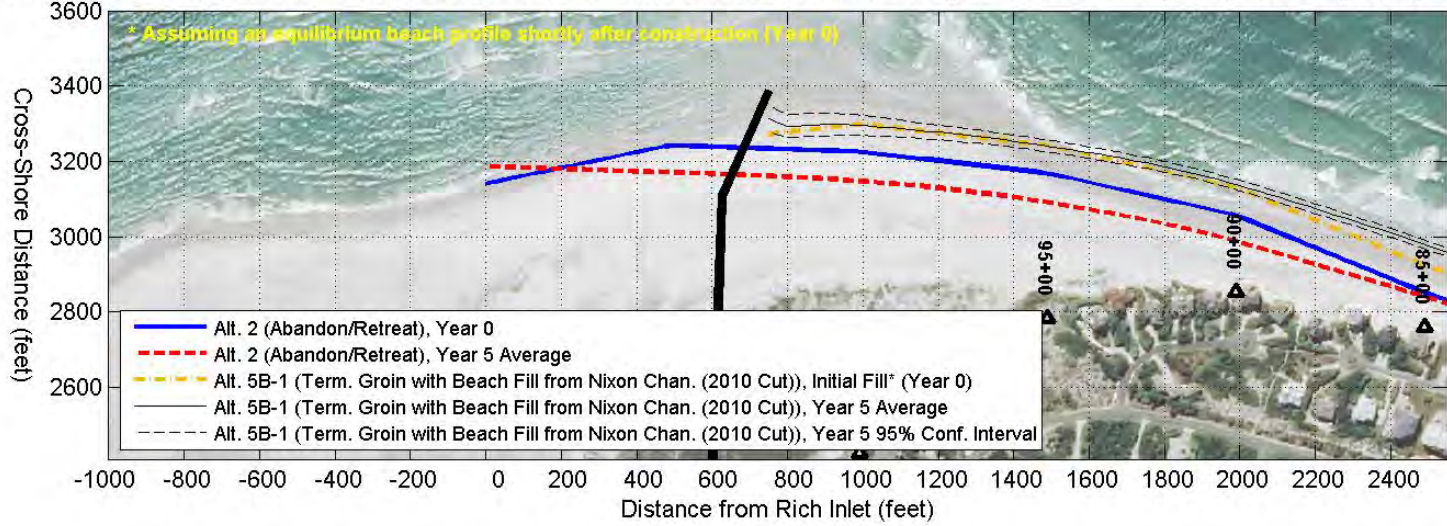 3600
* Assuming an equilibrium beach profile shortly after construction (Year 0)
3400
3200
3000
2800
2600
Cross-Shore Distance (feet)
95+00
90+00
85+00
Alt. 2 (Abandon/Retreat), Year 0
Alt. 2 (Abandon/Retreat), Year 5 Average
Alt. 5B-1 (Term. Groin with Beach Fill from Nixon Chan. (2010 Cut)), Initial Fill* (Year 0)
Alt. 5B-1 (Term. Groin with Beach Fill from Nixon Chan. (2010 Cut)), Year 5 Average
Alt. 5B-1 (Term. Groin with Beach Fill from Nixon Chan. (2010 Cut)), Year 5 95% Conf. Interval
-1000 -800 -600 -400 -200 0 200 400 600 800 1000 1200 1400 1600 1800 2000 2200 2400
Distance from Rich Inlet (feet)